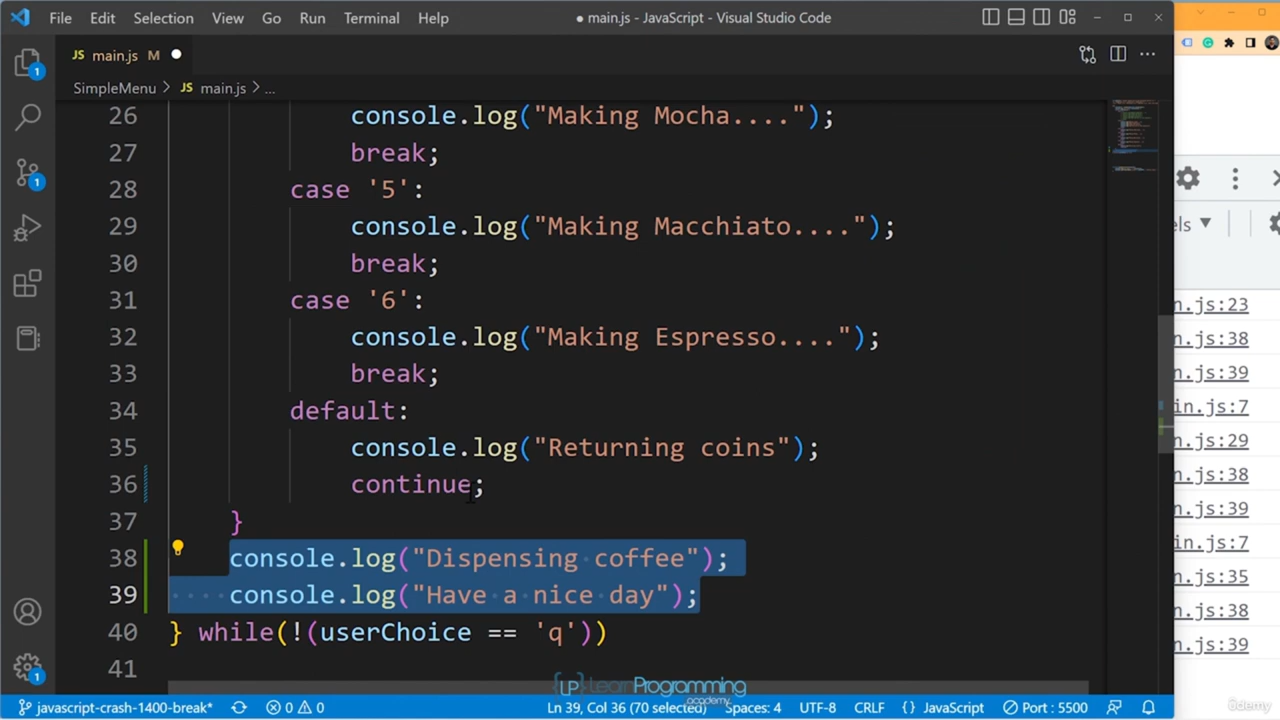 File Edit Selection View Go Run Terminal Help ● main.js - JavaScript - Visual Studio Code
JS main.js M
SimpleMenu > JS main.js > ...
26 console.log("Making Mocha....");
27 break;
28 case '5':
29 console.log("Making Macchiato....");
30 break;
31 case '6':
32 console.log("Making Espresso....");
33 break;
34 default:
35 console.log("Returning coins");
36 continue;
37 }
38 console.log("Dispensing coffee");
39 console.log("Have a nice day");
40 } while(!(userChoice == 'q'))
41
els
n.js:23
n.js:38
n.js:39
in.js:7
n.js:29
n.js:38
n.js:39
in.js:7
n.js:35
n.js:38
n.js:39
1
1
1
{LP} LearnProgramming
academy
javascript-crash-1400-break* 0 0 Ln 39, Col 36 (70 selected) Spaces: 4 UTF-8 CRLF {} JavaScript Port : 5500
ûdemy